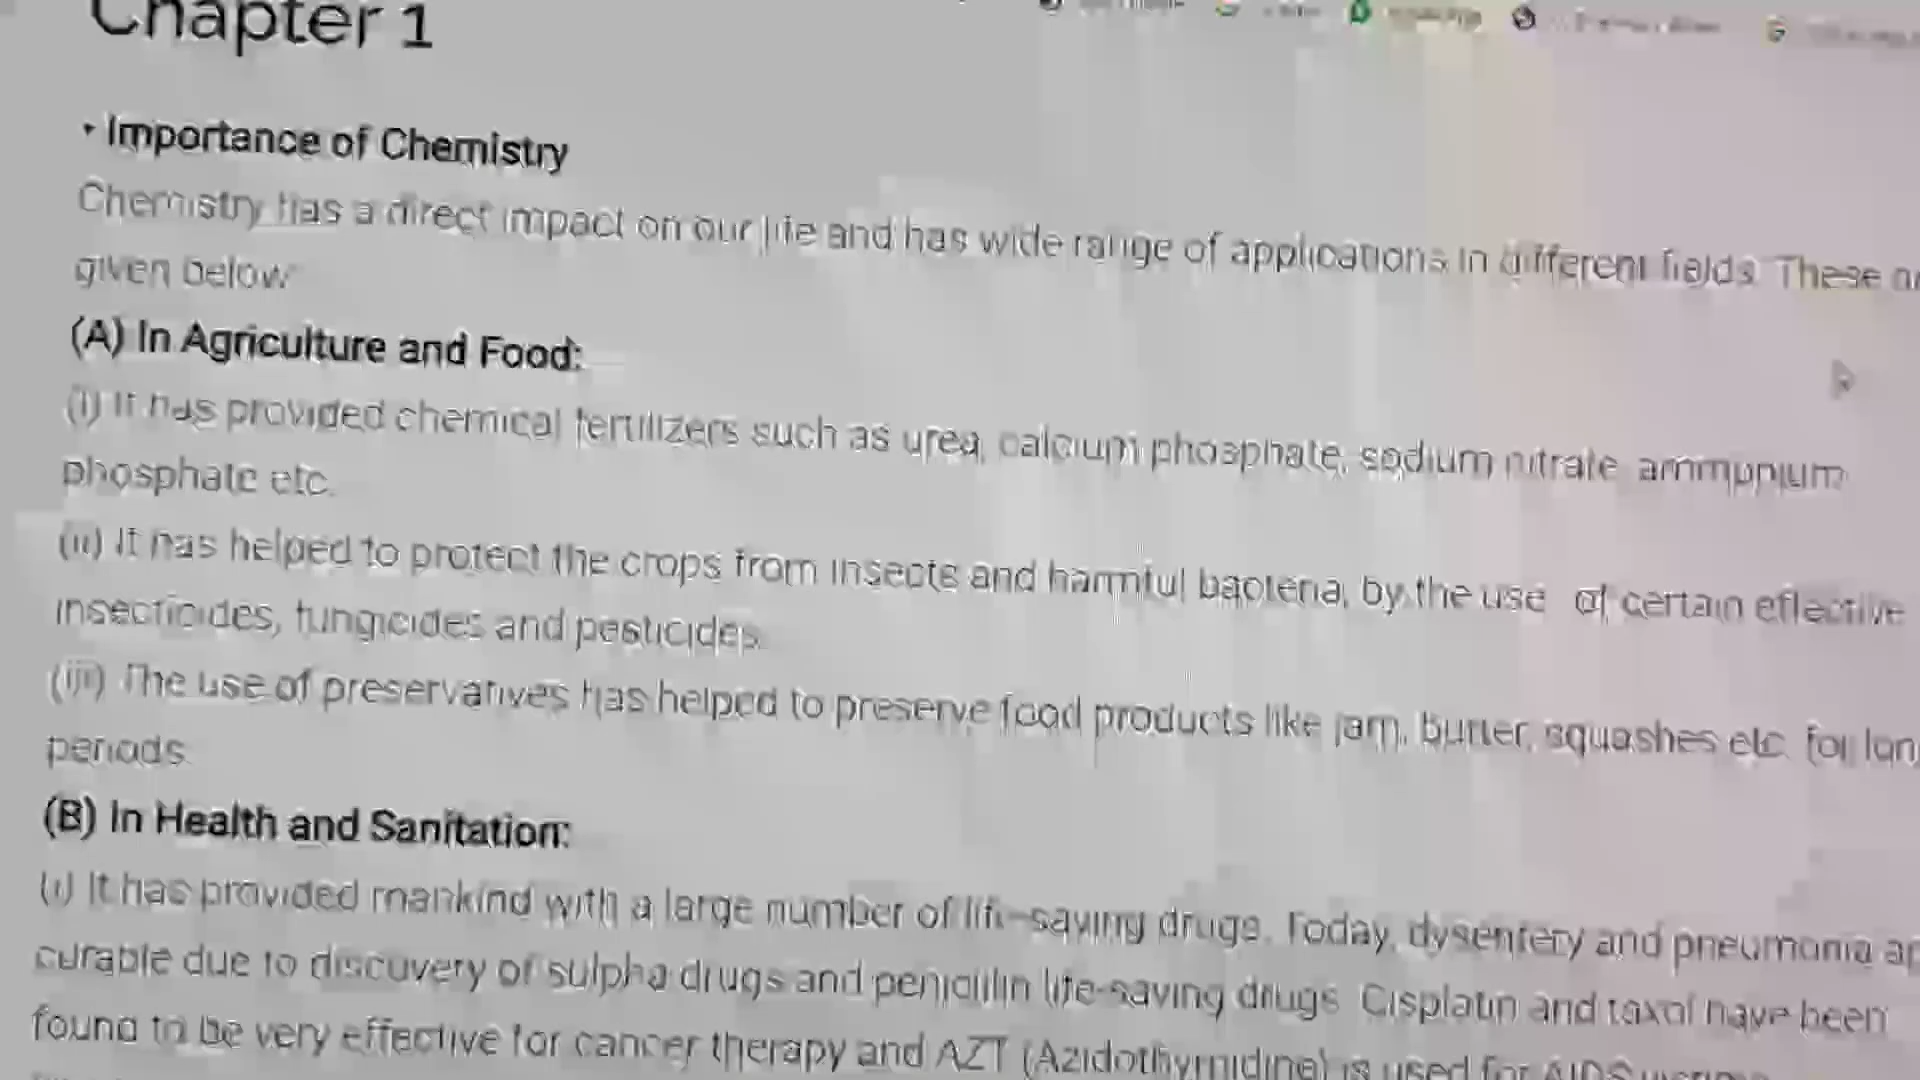 Chapter 1
• Importance of Chemistry
Chemistry has a direct impact on our life and has wide range of applications in different fields. These
given below
(A) In Agriculture and Food:
(i) It has provided chemical fertilizers such as urea, calcium phosphate, sodium nitrate, ammonium
phosphate etc.
(ii) It has helped to protect the crops from insects and harmful bacteria, by the use of certain effective
insecticides, fungicides and pesticides.
(iii) The use of preservatives has helped to preserve food products like jam, butter, squashes etc. for
periods.
(B) In Health and Sanitation:
(i) It has provided mankind with a large number of life-saving drugs. Today, dysentery and pneumonia
curable due to discovery of sulpha drugs and penicillin life-saving drugs. Cisplatin and taxol have been
found to be very effective for cancer therapy and AZT (Azidothymidine) is used for AIDS